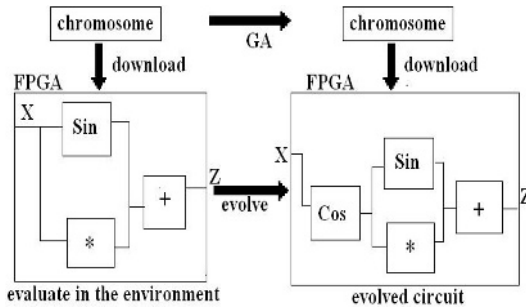 chromosome
GA
chromosome
download
download
FPGA
FPGA
X
Sin
*
+
Z
evolve
X
Cos
Sin
*
+
Z
evaluate in the environment
evolved circuit